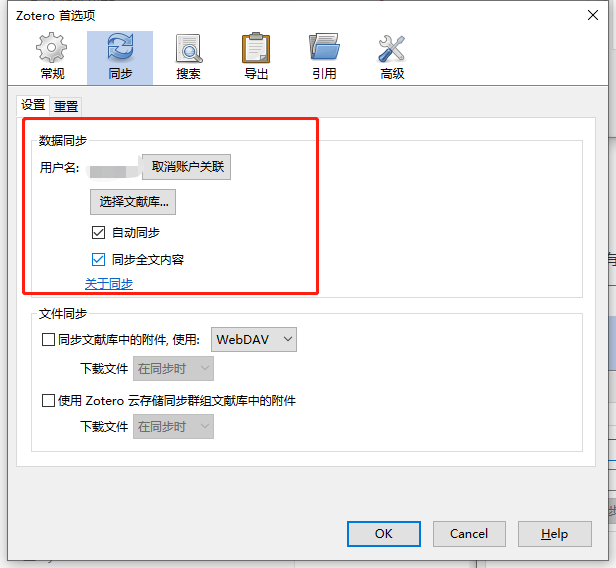 Zotero 首选项
常规 同步 搜索 导出 引用 高级
设置 重置
数据同步
用户名: 取消账户关联
选择文献库...
自动同步
同步全文内容
关于同步
文件同步
同步文献库中的附件, 使用: WebDAV
下载文件 在同步时
使用 Zotero 云存储同步群组文献库中的附件
下载文件 在同步时
OK Cancel Help